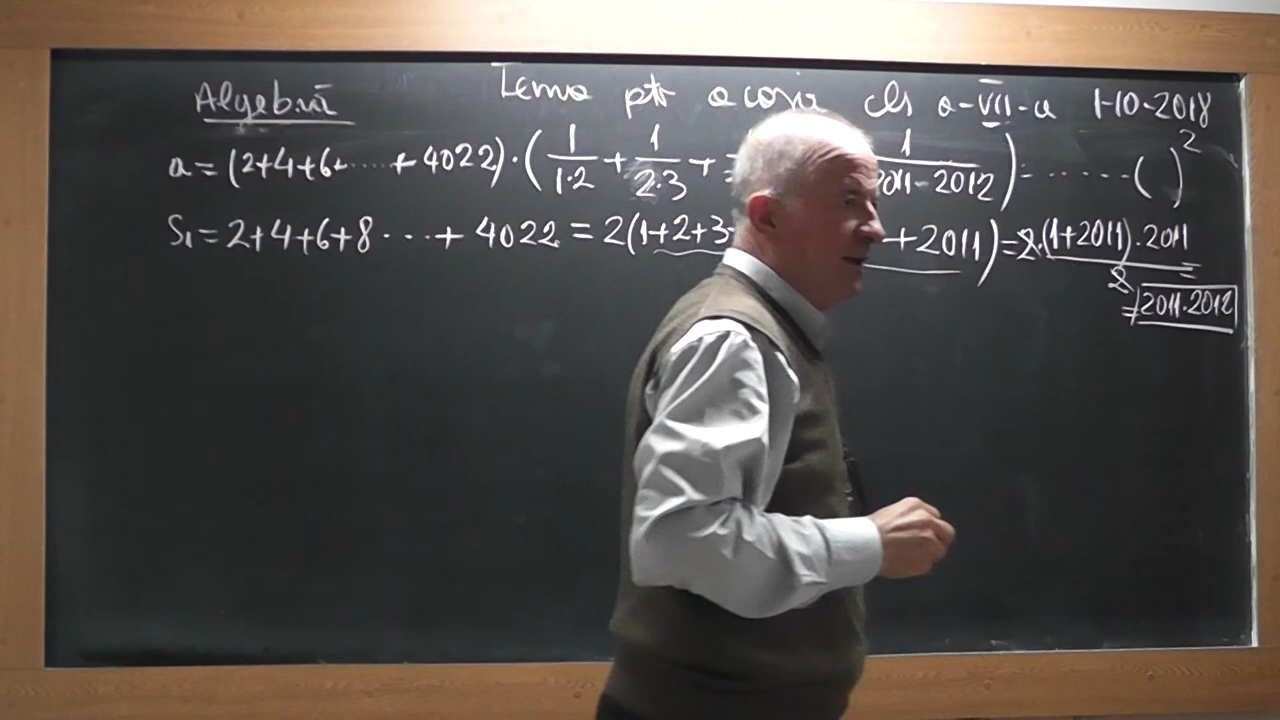 Algebră Tema ptr acasă cls a-VII-a 1-10-2018
a = (2+4+6+.....+ 4022) · ( 1/1·2 + 1/2·3 + 1/2011-2012 ) = ......( )²
S₁ = 2+4+6+8 ...+ 4022 = 2(1+2+3 +2011) = 2·(1+2011)·2011/2 =
= 2011·2012